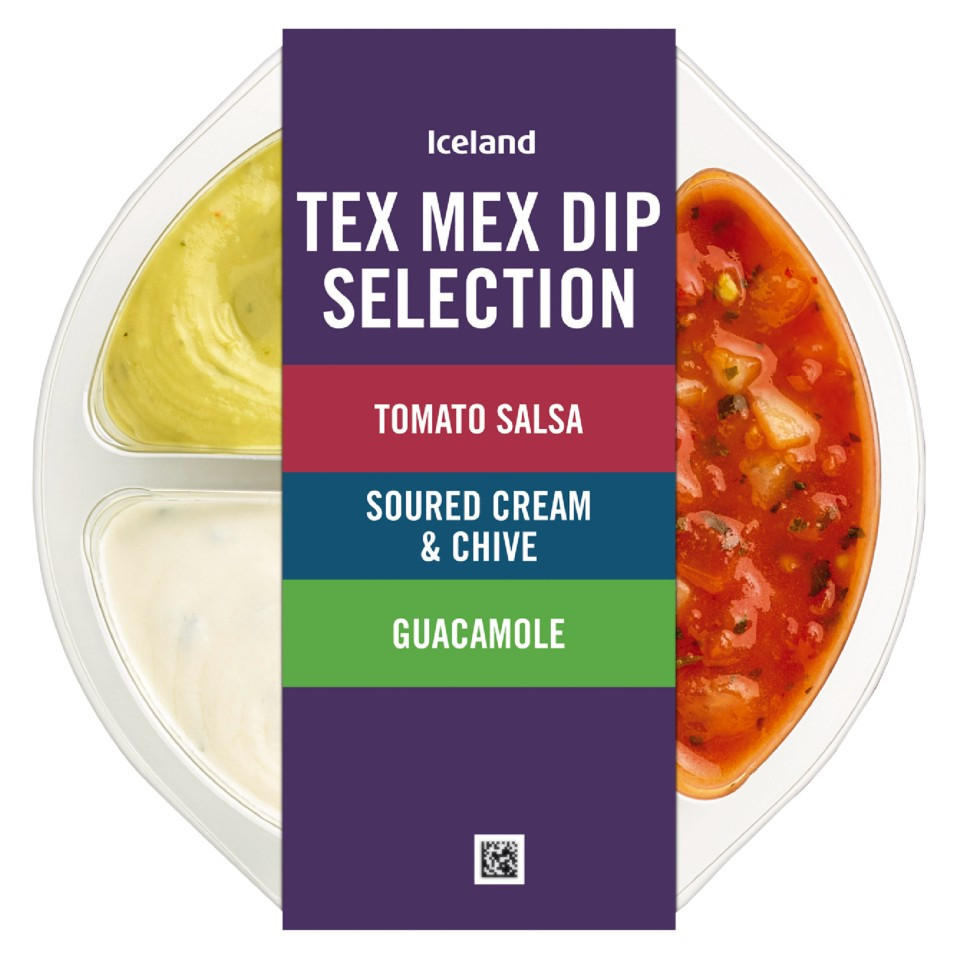 Iceland
TEX MEX DIP
SELECTION
TOMATO SALSA
SOURED CREAM
& CHIVE
GUACAMOLE